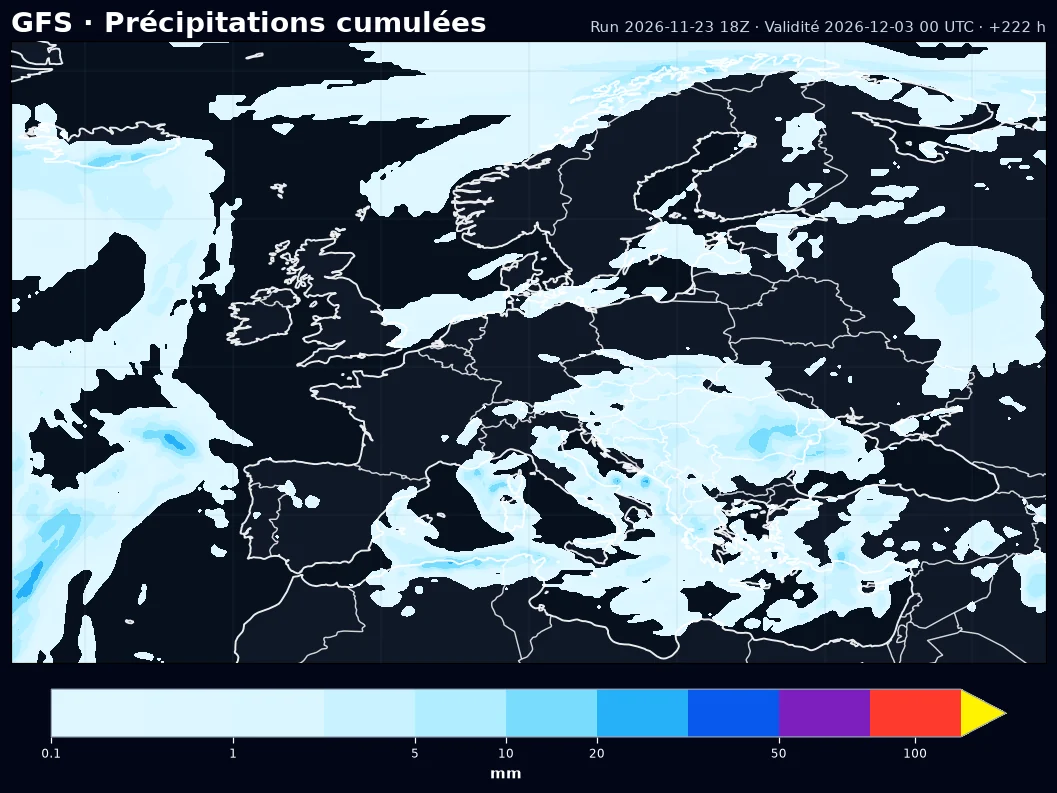 GFS · Précipitations cumulées
Run 2026-11-23 18Z · Validité 2026-12-03 00 UTC · +222 h
0.1 1 5 10 20 50 100
mm